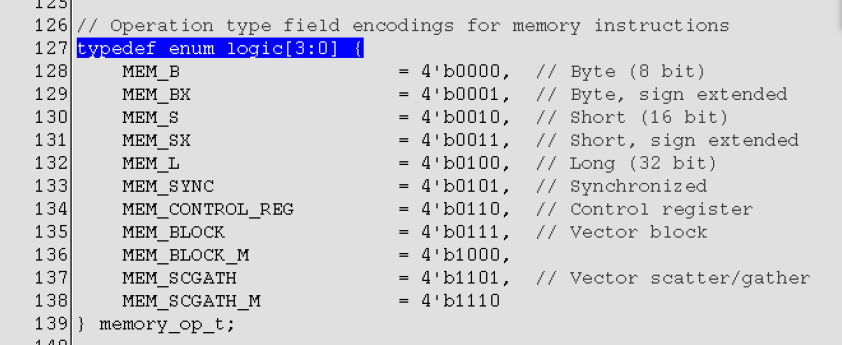 125
126 // Operation type field encodings for memory instructions
127 typedef enum logic[3:0] {
128 MEM_B = 4'b0000, // Byte (8 bit)
129 MEM_BX = 4'b0001, // Byte, sign extended
130 MEM_S = 4'b0010, // Short (16 bit)
131 MEM_SX = 4'b0011, // Short, sign extended
132 MEM_L = 4'b0100, // Long (32 bit)
133 MEM_SYNC = 4'b0101, // Synchronized
134 MEM_CONTROL_REG = 4'b0110, // Control register
135 MEM_BLOCK = 4'b0111, // Vector block
136 MEM_BLOCK_M = 4'b1000,
137 MEM_SCGATH = 4'b1101, // Vector scatter/gather
138 MEM_SCGATH_M = 4'b1110
139 } memory_op_t;